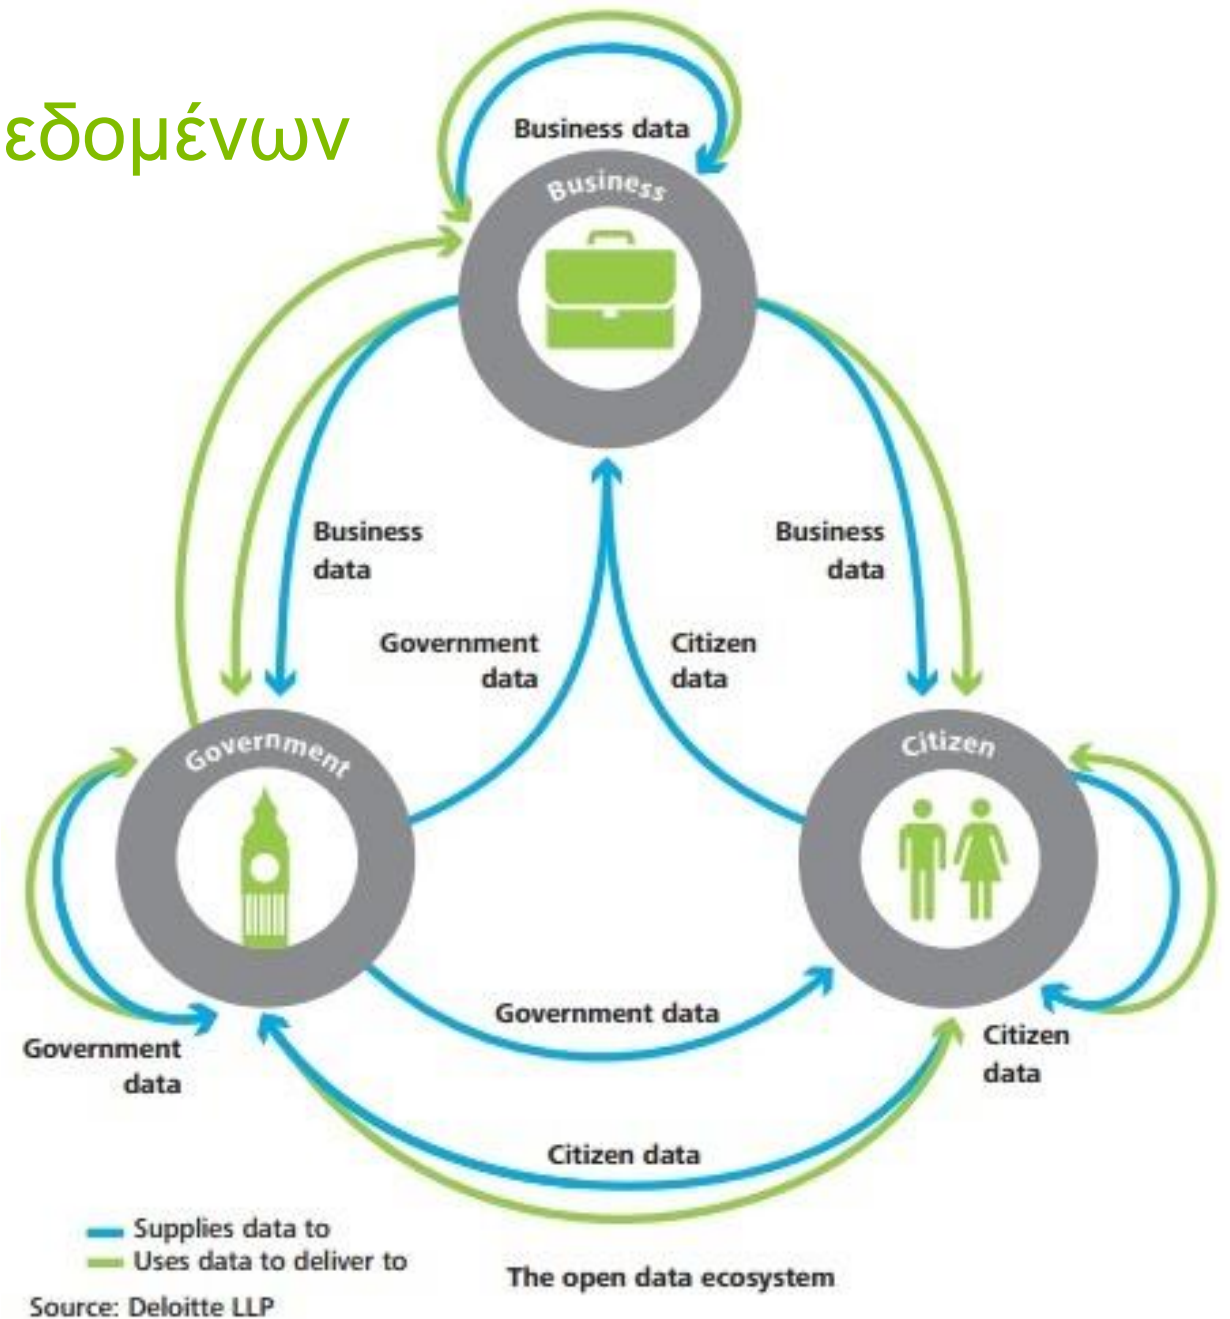 εδομένων
Business data
Business
Business
data
Business
data
Government
data
Citizen
data
Government
Citizen
Government data
Government
data
Citizen
data
Citizen data
Supplies data to
Uses data to deliver to
The open data ecosystem
Source: Deloitte LLP